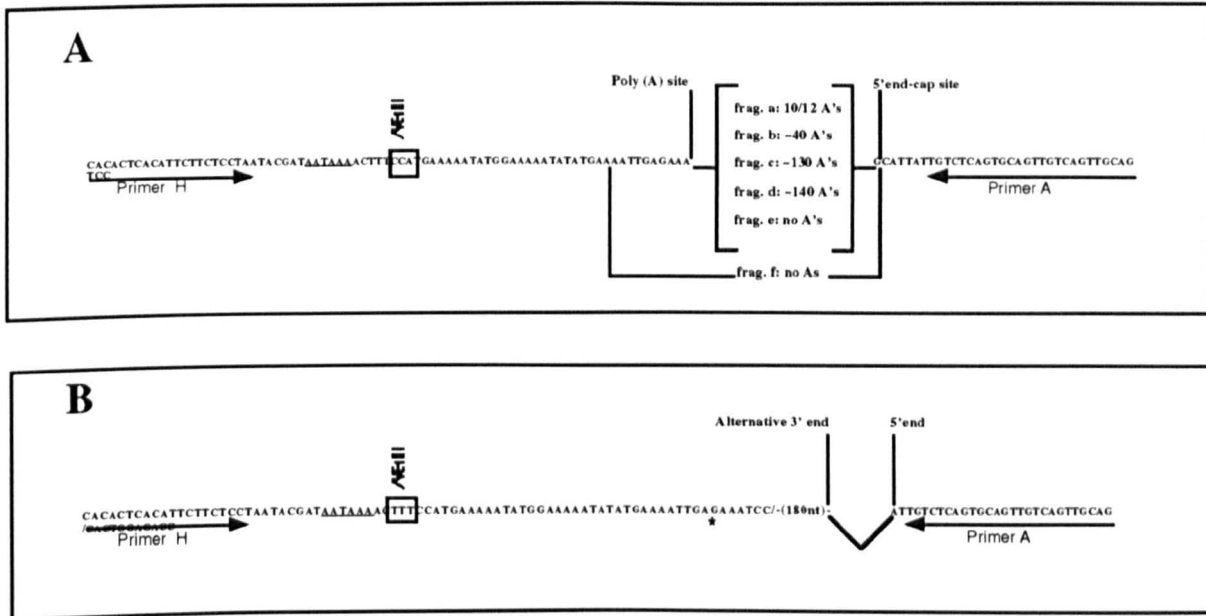 A
Poly (A) site
5'end-cap site
frag. a: 10/12 A's
frag. b: ~40 A's
frag. c: ~130 A's
frag. d: ~140 A's
frag. e: no A's
CACACTCACATTCTTCTCCTAATACGATAATAAAACTTTCCATGAAAAATATGGAAAAATATATGAAAATTGAGAAA GCATTATTGTCTCAGTGCAGTTGTCAGTTGCAG
TCC
Primer H
Primer A
frag. f: no As
B
Alternative 3' end
5'end
CACACTCACATTCTTCTCCTAATACGATAATAAAACTTTCCATGAAAAATATGGAAAAATATATGAAAATTGAGAAATCC/-(180nt)- ATTGTCTCAGTGCAGTTGTCAGTTGCAG
*
Primer H
Primer A